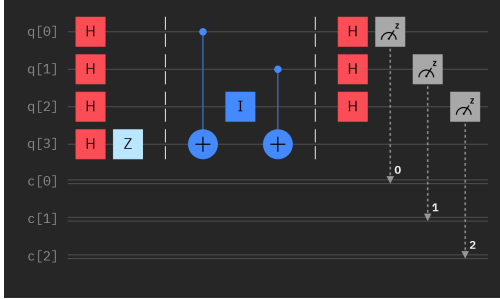 q[0] H H z
q[1] H H z
q[2] H I H z
q[3] H Z + +
c[0] 0
c[1] 1
c[2] 2